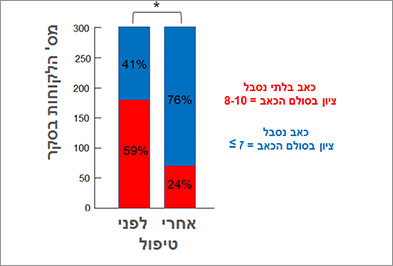 *
מס' הלקוחות בסקר
300
250
200
150
100
50
0
41%
59%
76%
24%
לפני אחרי
טיפול
כאב בלתי נסבל
ציון בסולם הכאב = 8-10
כאב נסבל
ציון בסולם הכאב = 7 ≥